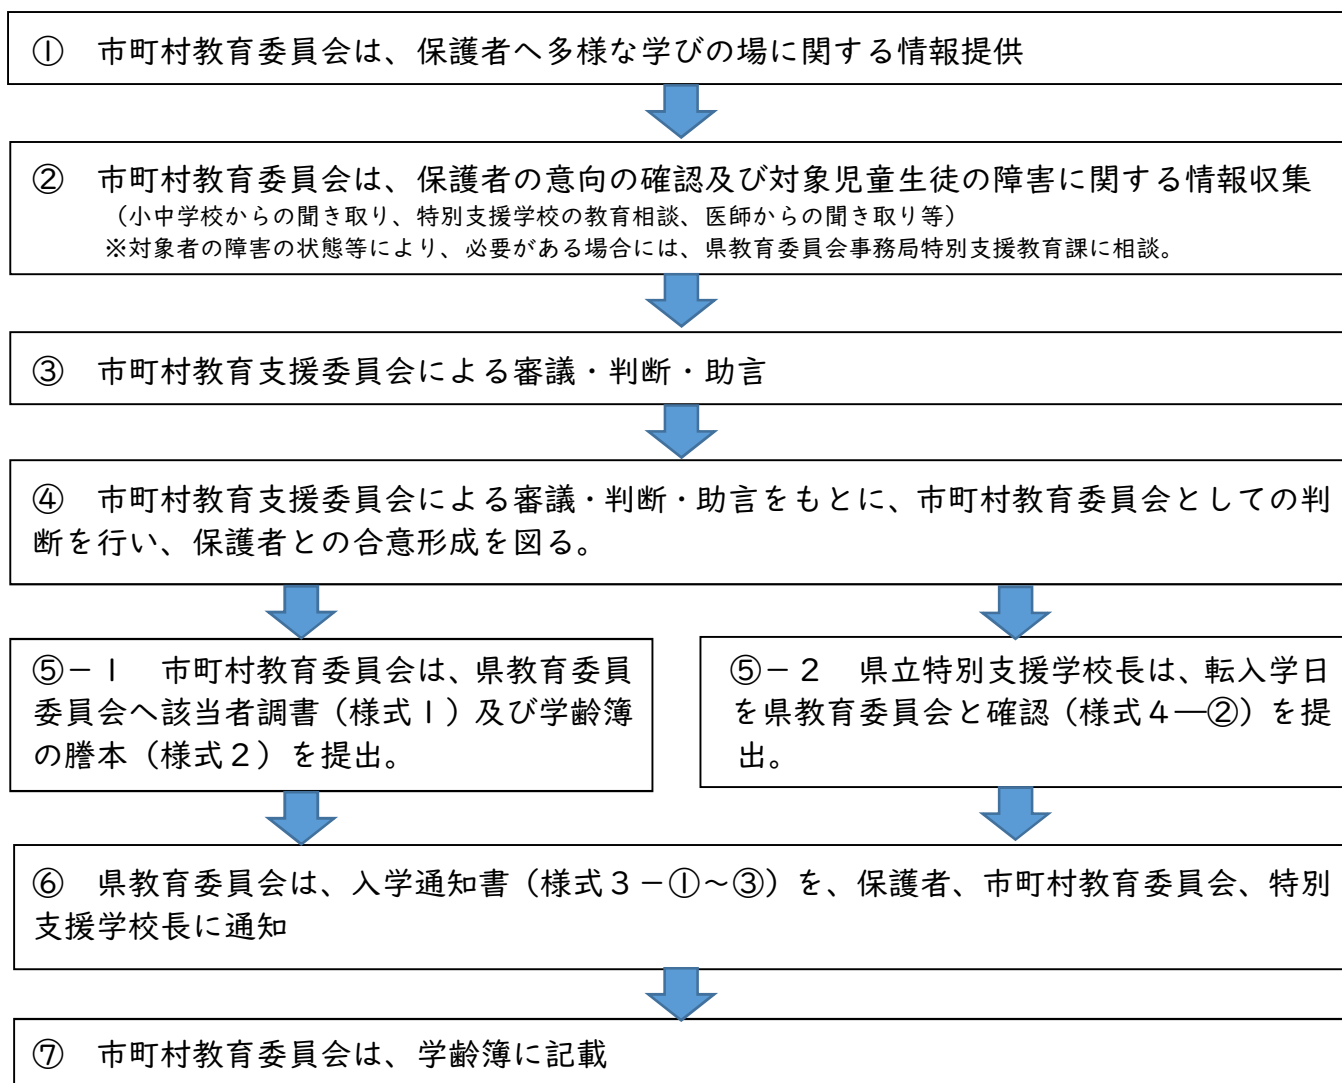 ① 市町村教育委員会は、保護者へ多様な学びの場に関する情報提供
② 市町村教育委員会は、保護者の意向の確認及び対象児童生徒の障害に関する情報収集
（小中学校からの聞き取り、特別支援学校の教育相談、医師からの聞き取り等）
※対象者の障害の状態等により、必要がある場合には、県教育委員会事務局特別支援教育課に相談。
③ 市町村教育支援委員会による審議・判断・助言
④ 市町村教育支援委員会による審議・判断・助言をもとに、市町村教育委員会としての判
断を行い、保護者との合意形成を図る。
⑤－１ 市町村教育委員会は、県教育委員
委員会へ該当者調書（様式１）及び学齢簿
の謄本（様式２）を提出。
⑤－２ 県立特別支援学校長は、転入学日
を県教育委員会と確認（様式４―②）を提
出。
⑥ 県教育委員会は、入学通知書（様式３－①～③）を、保護者、市町村教育委員会、特別
支援学校長に通知
⑦ 市町村教育委員会は、学齢簿に記載